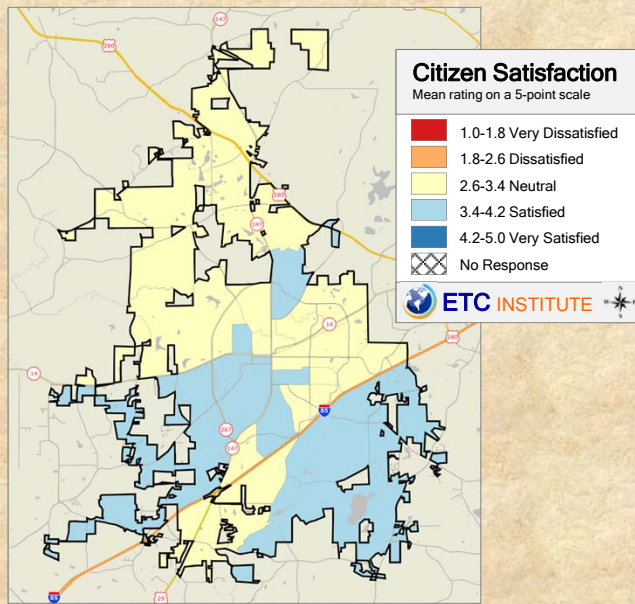 147
280
Citizen Satisfaction
Mean rating on a 5-point scale
1.0-1.8 Very Dissatisfied
1.8-2.6 Dissatisfied
2.6-3.4 Neutral
3.4-4.2 Satisfied
4.2-5.0 Very Satisfied
No Response
ETC INSTITUTE
N
W E
S
280
147
14
280
14
85
267
147
85
29